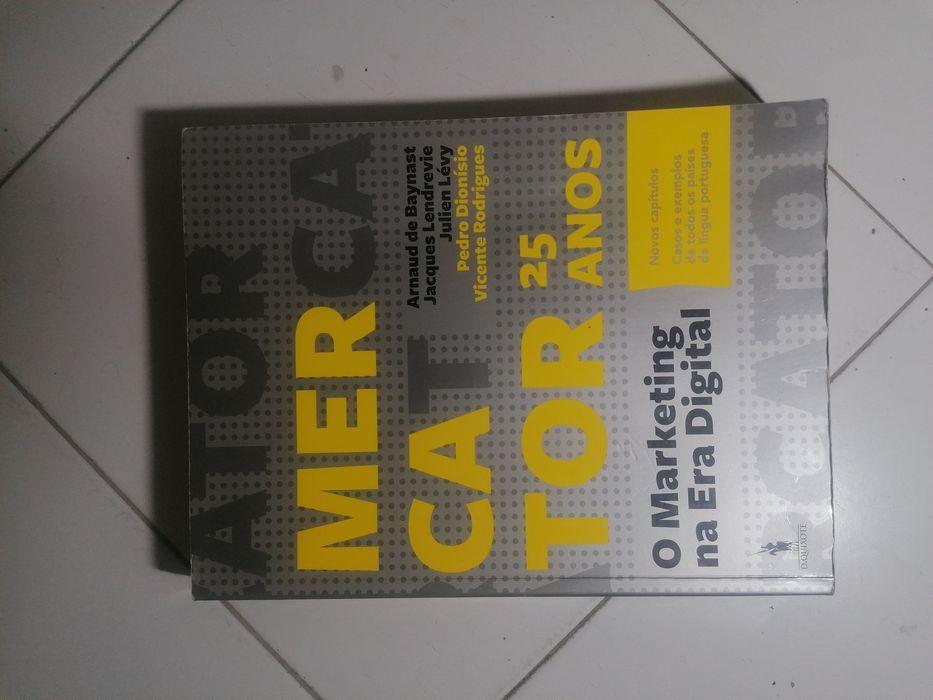 Arnaud de Baynast
Jacques Lendrevie
Julien Lévy
Pedro Dionísio
Vicente Rodrigues
MER
CA
TOR
25
ANOS
O Marketing
na Era Digital
Novos capítulos
Casos e exemplos
de todos os países
de língua portuguesa
D.QUIXOTE